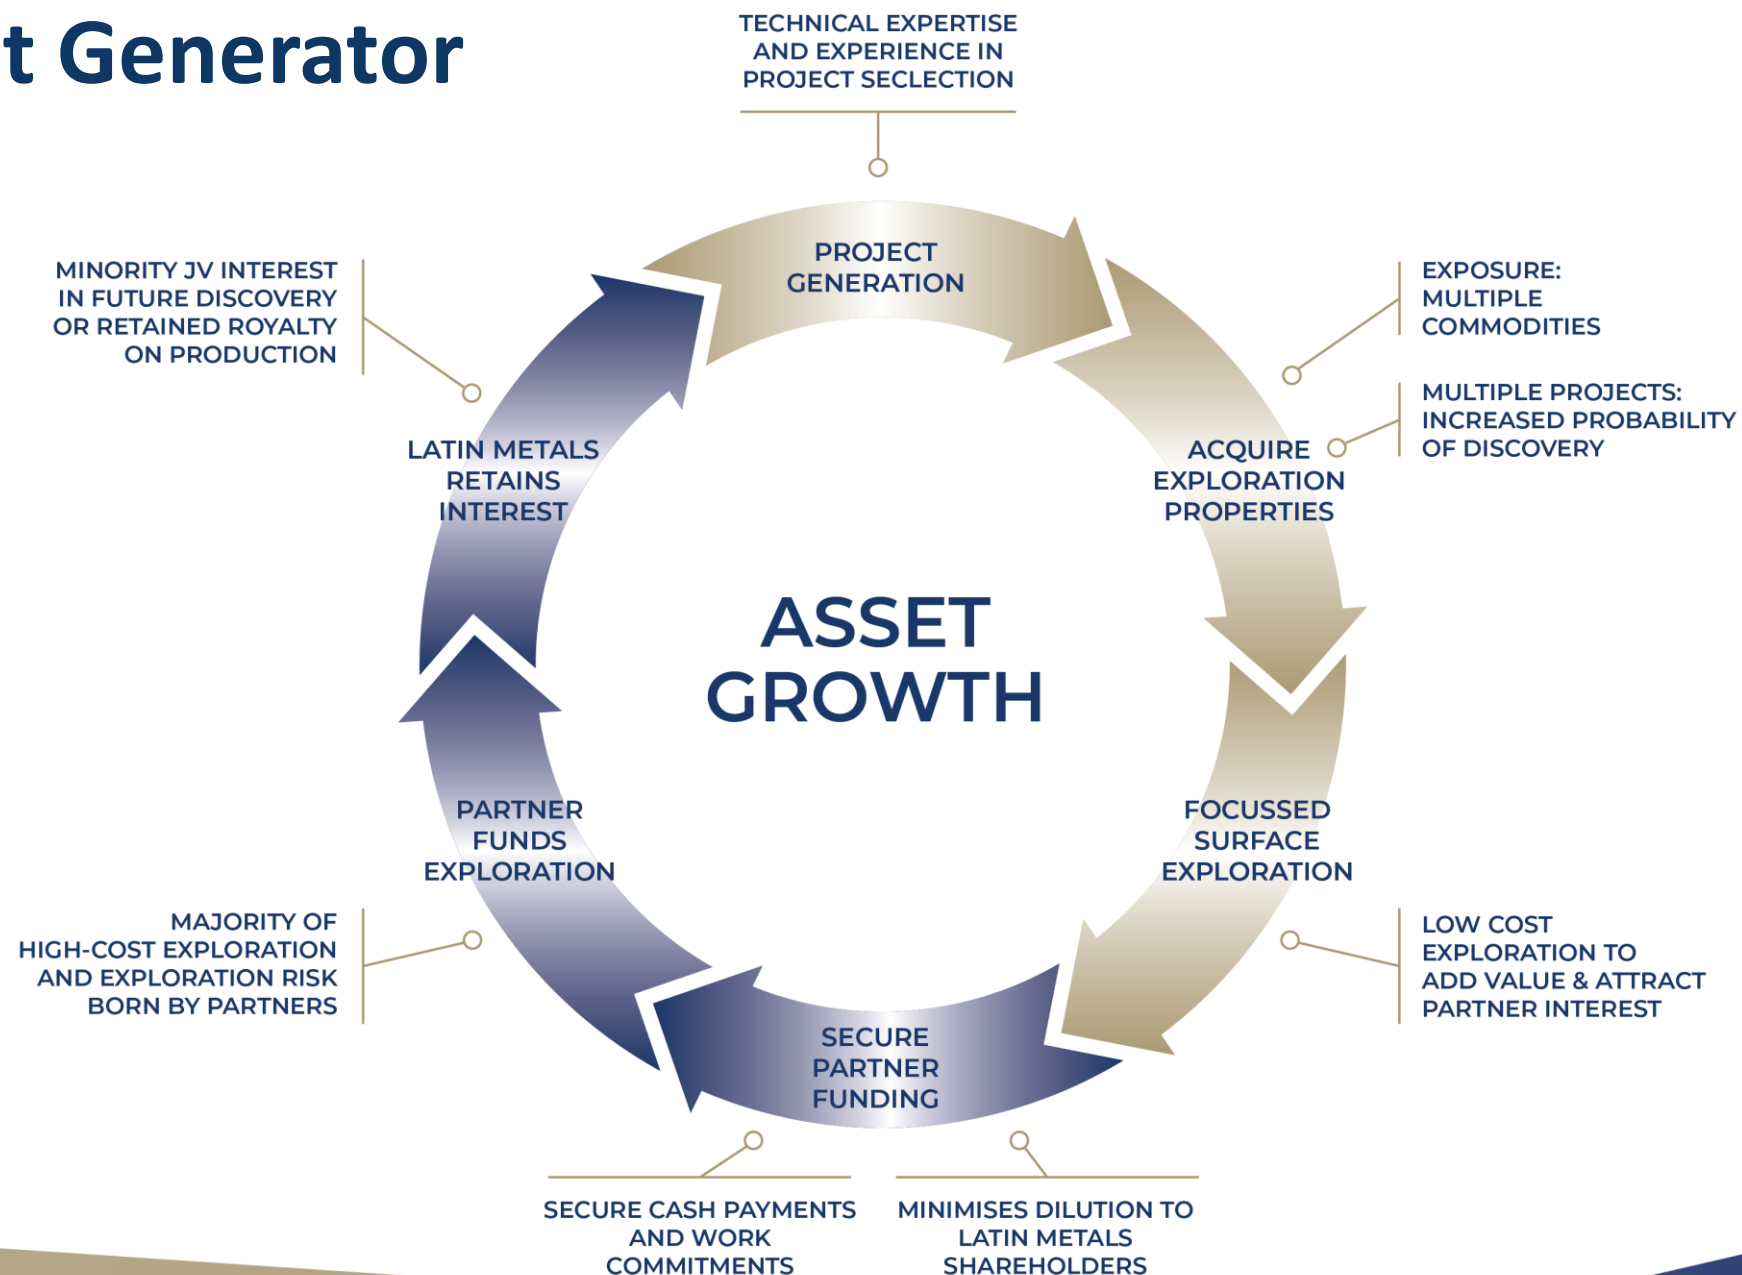 t Generator
TECHNICAL EXPERTISE
AND EXPERIENCE IN
PROJECT SECLECTION
PROJECT
GENERATION
EXPOSURE:
MULTIPLE
COMMODITIES
MULTIPLE PROJECTS:
INCREASED PROBABILITY
OF DISCOVERY
ACQUIRE
EXPLORATION
PROPERTIES
FOCUSSED
SURFACE
EXPLORATION
LOW COST
EXPLORATION TO
ADD VALUE & ATTRACT
PARTNER INTEREST
SECURE
PARTNER
FUNDING
MINIMISES DILUTION TO
LATIN METALS
SHAREHOLDERS
SECURE CASH PAYMENTS
AND WORK
COMMITMENTS
PARTNER
FUNDS
EXPLORATION
MAJORITY OF
HIGH-COST EXPLORATION
AND EXPLORATION RISK
BORN BY PARTNERS
LATIN METALS
RETAINS
INTEREST
MINORITY JV INTEREST
IN FUTURE DISCOVERY
OR RETAINED ROYALTY
ON PRODUCTION
ASSET
GROWTH